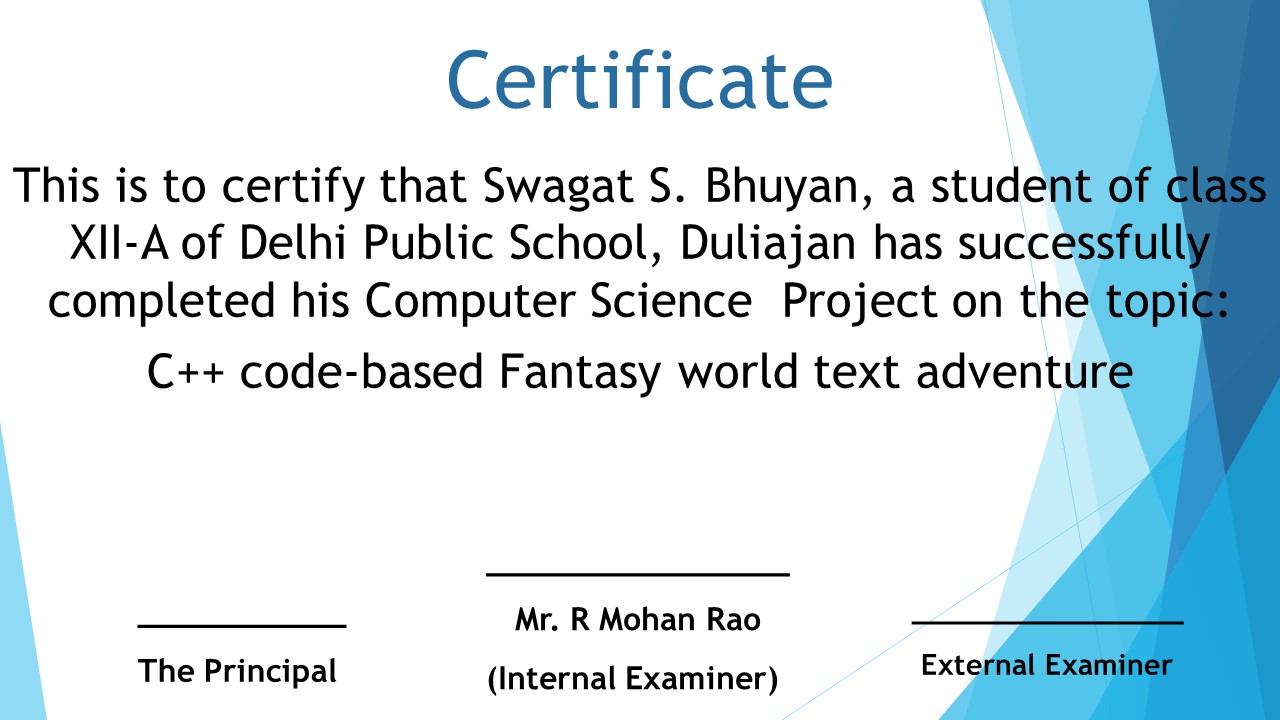 Certificate
This is to certify that Swagat S. Bhuyan, a student of class
XII-A of Delhi Public School, Duliajan has successfully
completed his Computer Science  Project on the topic:
C++ code-based Fantasy world text adventure
Mr. R Mohan Rao
(Internal Examiner)
The Principal
External Examiner